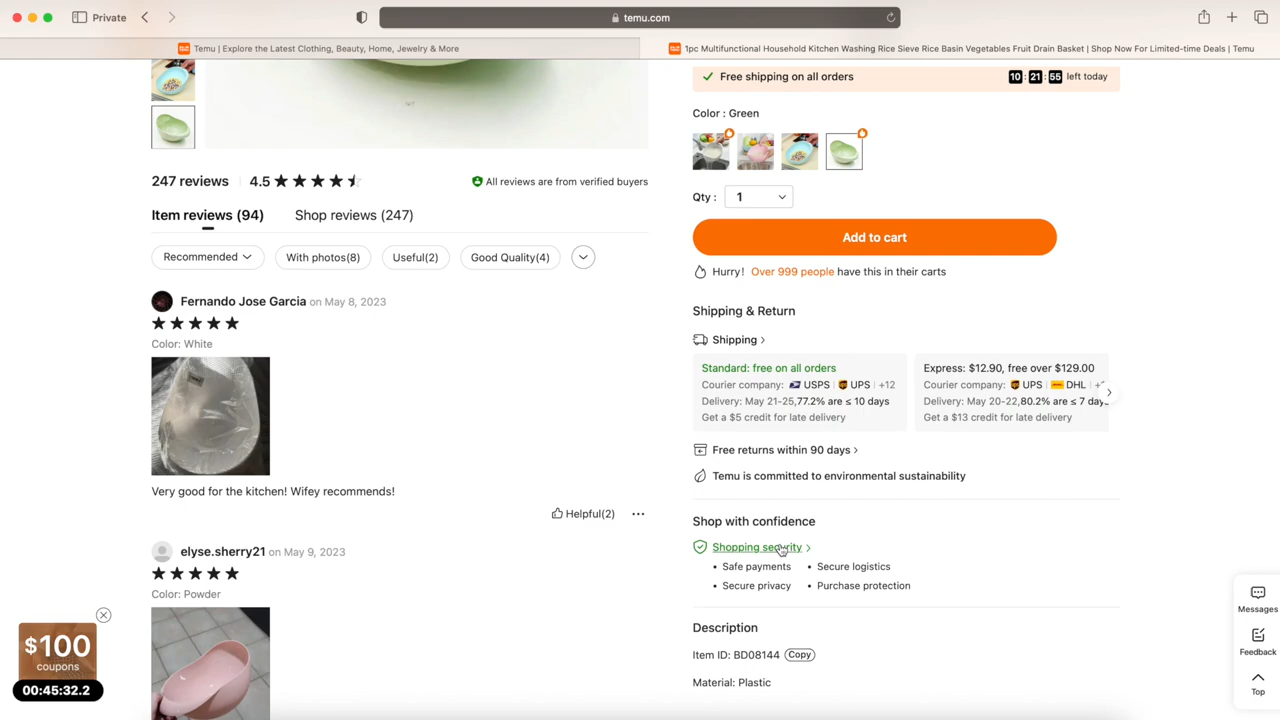 Private
temu.com
Temu | Explore the Latest Clothing, Beauty, Home, Jewelry & More
1pc Multifunctional Household Kitchen Washing Rice Sieve Rice Basin Vegetables Fruit Drain Basket | Shop Now For Limited-time Deals | Temu
Free shipping on all orders 10 : 21 : 55 left today
Color : Green
Qty : 1
Add to cart
Hurry! Over 999 people have this in their carts
Shipping & Return
Shipping
Standard: free on all orders
Courier company: USPS UPS +12
Delivery: May 21-25,77.2% are ≤ 10 days
Get a $5 credit for late delivery
Express: $12.90, free over $129.00
Courier company: UPS DHL
Delivery: May 20-22,80.2% are ≤ 7 days
Get a $13 credit for late delivery
Free returns within 90 days
Temu is committed to environmental sustainability
Shop with confidence
Shopping security
• Safe payments • Secure logistics
• Secure privacy • Purchase protection
Description
Item ID: BD08144 Copy
Material: Plastic
247 reviews 4.5
All reviews are from verified buyers
Item reviews (94) Shop reviews (247)
Recommended With photos(8) Useful(2) Good Quality(4)
Fernando Jose Garcia on May 8, 2023
Color: White
Very good for the kitchen! Wifey recommends!
Helpful(2)
elyse.sherry21 on May 9, 2023
Color: Powder
$100
coupons
00:45:32.2
Messages
Feedback
Top